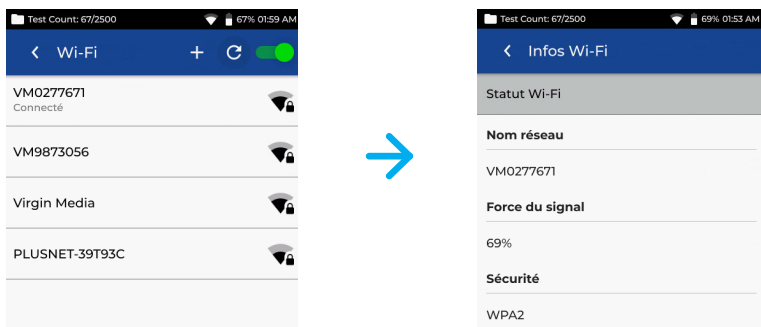 Test Count: 67/2500 67% 01:59 AM
Wi-Fi
VM0277671
Connecté
VM9873056
Virgin Media
PLUSNET-39T93C
Test Count: 67/2500 69% 01:53 AM
Infos Wi-Fi
Statut Wi-Fi
Nom réseau
VM0277671
Force du signal
69%
Sécurité
WPA2